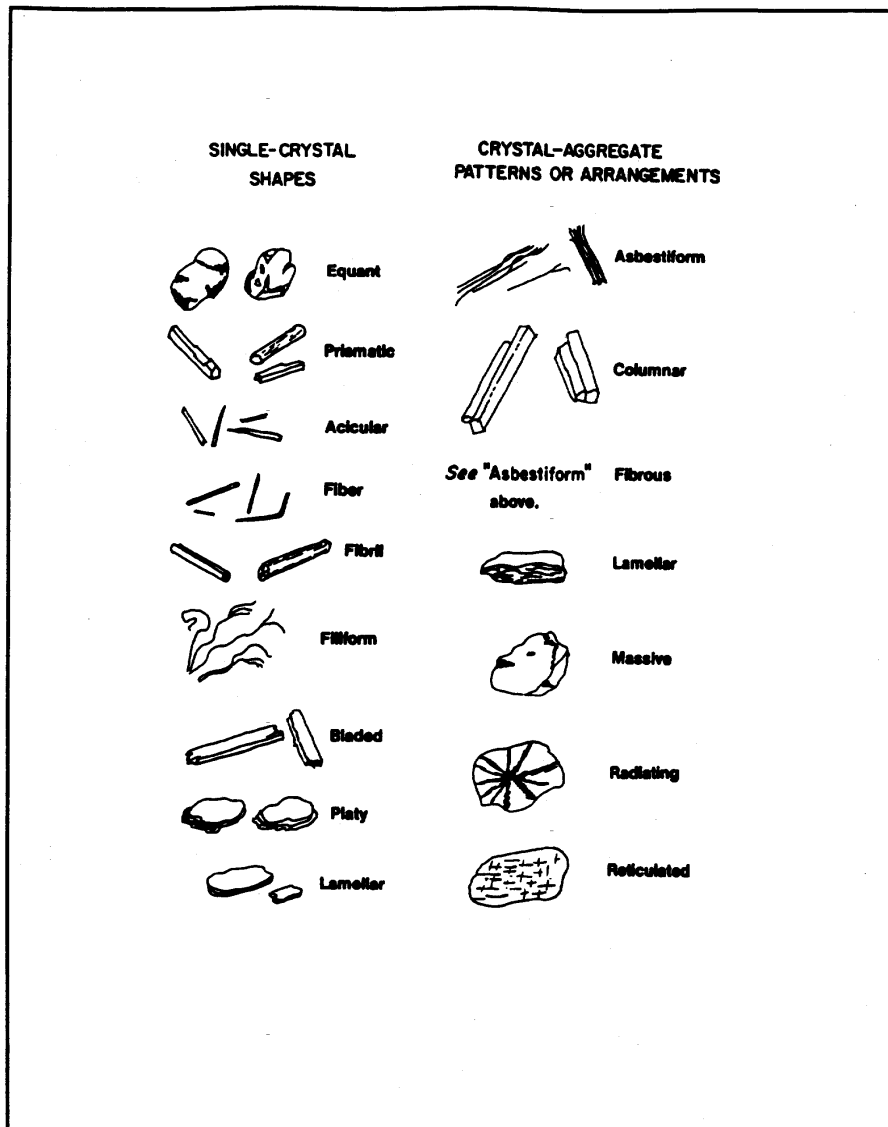 SINGLE-CRYSTAL
SHAPES
Equant
Prismatic
Acicular
Fiber
Fibril
Filiform
Bladed
Platy
Lamellar
CRYSTAL-AGGREGATE
PATTERNS OR ARRANGEMENTS
Asbestiform
Columnar
See "Asbestiform" Fibrous
above.
Lamellar
Massive
Radiating
Reticulated